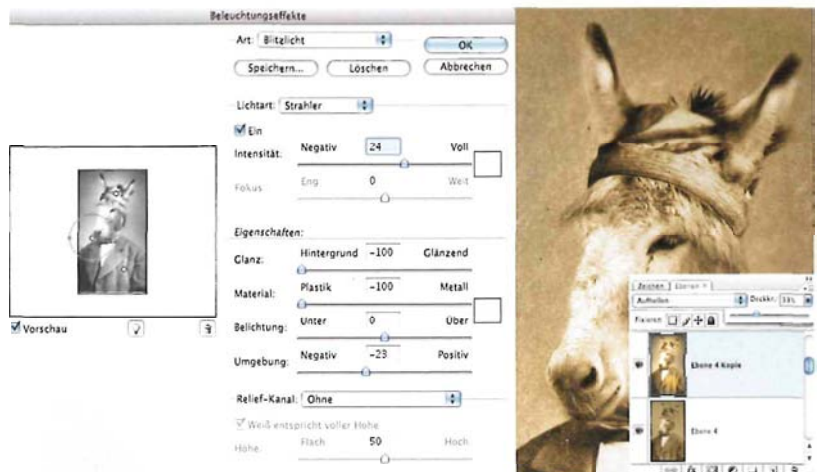 Beleuchtungseffekte
Art: Blitzlicht
OK
Speichern... Löschen Abbrechen
Lichtart: Strahler
Ein
Intensität: Negativ 24 Voll
Fokus: Eng 0 Weit
Eigenschaften:
Glanz: Hintergrund -100 Glänzend
Material: Plastik -100 Metall
Belichtung: Unter 0 Über
Umgebung: Negativ -23 Positiv
Vorschau
Relief-Kanal: Ohne
Weiß entspricht voller Höhe
Höhe: Flach 50 Hoch
Zeichen Ebenen ×
Aufhellen Deckkr.: 33%
Fixieren:
Ebene 4 Kopie
Ebene 4
fx